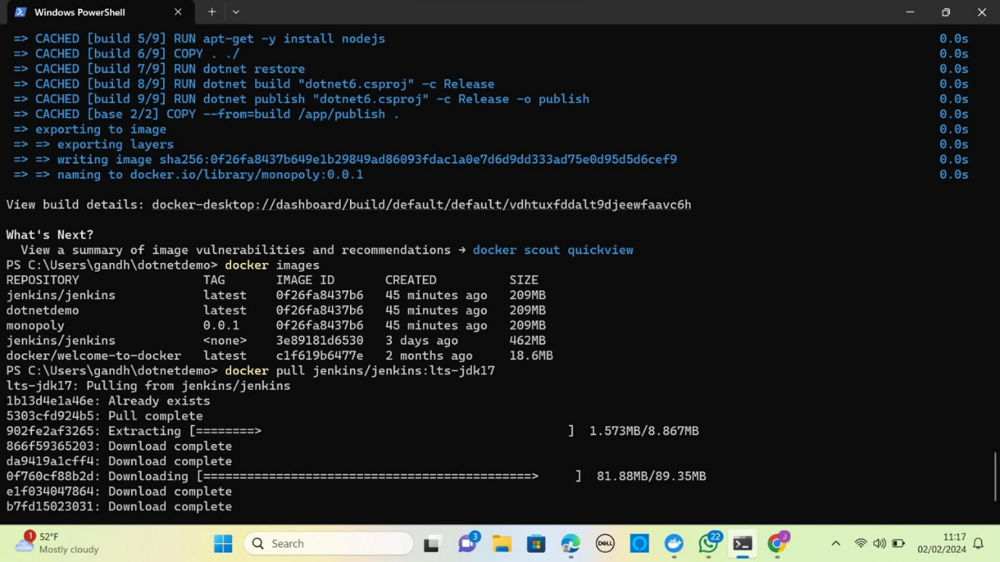 Windows PowerShell
=> CACHED [build 5/9] RUN apt-get -y install nodejs 0.0s
=> CACHED [build 6/9] COPY . ./ 0.0s
=> CACHED [build 7/9] RUN dotnet restore 0.0s
=> CACHED [build 8/9] RUN dotnet build "dotnet6.csproj" -c Release 0.0s
=> CACHED [build 9/9] RUN dotnet publish "dotnet6.csproj" -c Release -o publish 0.0s
=> CACHED [base 2/2] COPY --from=build /app/publish . 0.0s
=> exporting to image 0.0s
=> => exporting layers 0.0s
=> => writing image sha256:0f26fa8437b649e1b29849ad86093fdac1a0e7d6d9dd333ad75e0d95d5d6cef9 0.0s
=> => naming to docker.io/library/monopoly:0.0.1 0.0s
View build details: docker-desktop://dashboard/build/default/default/vdhtuxfddalt9djeewfaavc6h
What's Next?
View a summary of image vulnerabilities and recommendations → docker scout quickview
PS C:\Users\gandh\dotnetdemo> docker images
REPOSITORY TAG IMAGE ID CREATED SIZE
jenkins/jenkins latest 0f26fa8437b6 45 minutes ago 209MB
dotnetdemo latest 0f26fa8437b6 45 minutes ago 209MB
monopoly 0.0.1 0f26fa8437b6 45 minutes ago 209MB
jenkins/jenkins <none> 3e89181d6530 3 days ago 462MB
docker/welcome-to-docker latest c1f619b6477e 2 months ago 18.6MB
PS C:\Users\gandh\dotnetdemo> docker pull jenkins/jenkins:lts-jdk17
lts-jdk17: Pulling from jenkins/jenkins
1b13d4e1a46e: Already exists
5303cfd924b5: Pull complete
902fe2af3265: Extracting [========> ] 1.573MB/8.867MB
866f59365203: Download complete
da9419a1cff4: Download complete
0f760cf88b2d: Downloading [=============================================> ] 81.88MB/89.35MB
e1f034047864: Download complete
b7fd15023031: Download complete
1 52°F
Mostly cloudy
Search
3
DELL
22
J
11:17
02/02/2024